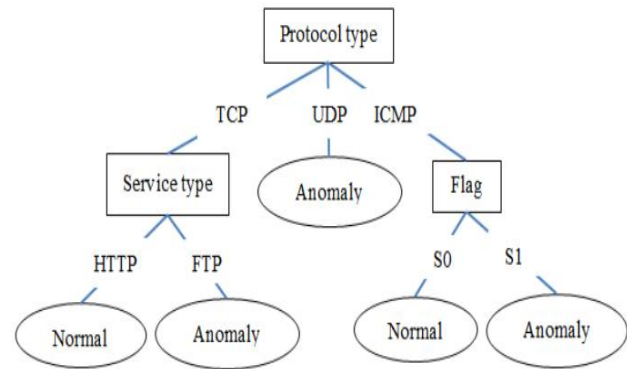 Protocol type
TCP UDP ICMP
Service type Anomaly Flag
HTTP FTP S0 S1
Normal Anomaly Normal Anomaly